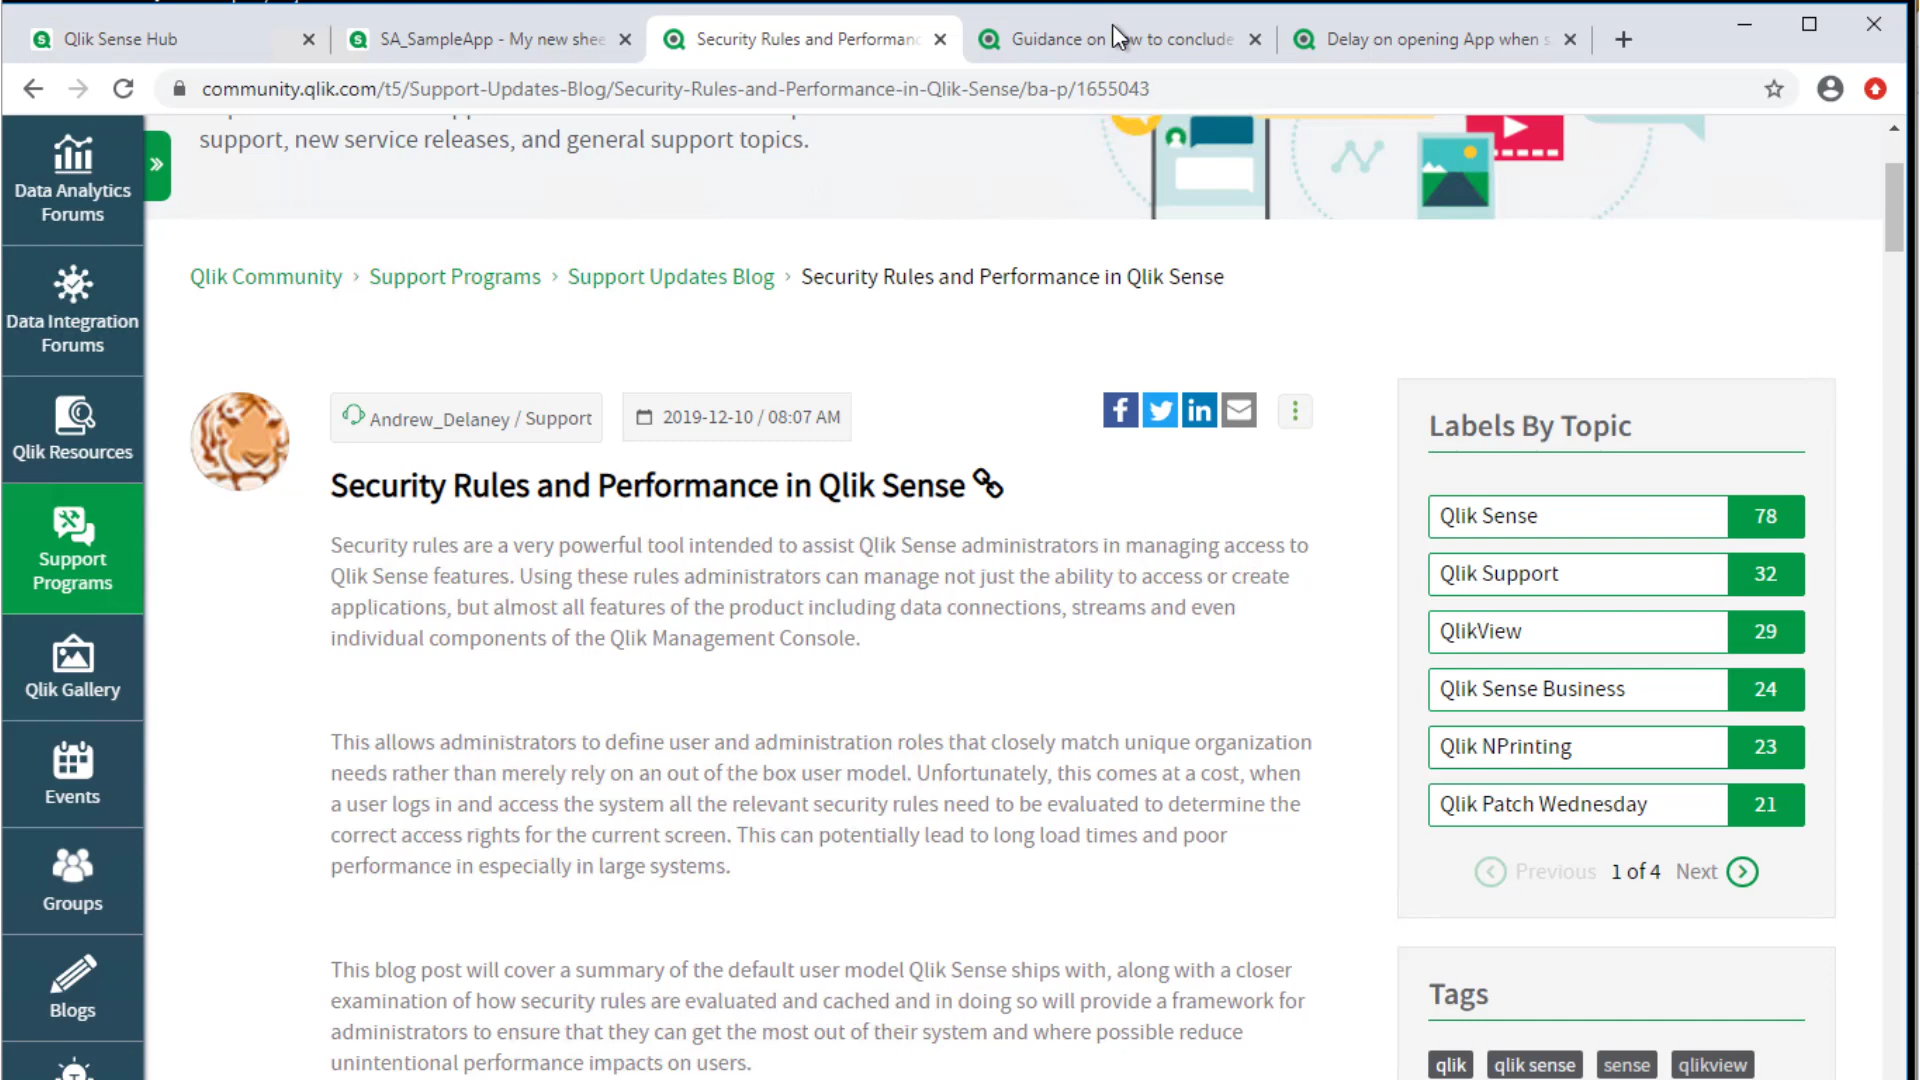 Qlik Sense Hub
SA_SampleApp - My new shee
Security Rules and Performanc
Guidance on how to conclude
Delay on opening App when s
community.qlik.com/t5/Support-Updates-Blog/Security-Rules-and-Performance-in-Qlik-Sense/ba-p/1655043
support, new service releases, and general support topics.
Data Analytics
Forums
Data Integration
Forums
Qlik Resources
Support
Programs
Qlik Gallery
Events
Groups
Blogs
Qlik Community › Support Programs › Support Updates Blog › Security Rules and Performance in Qlik Sense
Andrew_Delaney / Support
2019-12-10 / 08:07 AM
Security Rules and Performance in Qlik Sense
Security rules are a very powerful tool intended to assist Qlik Sense administrators in managing access to
Qlik Sense features. Using these rules administrators can manage not just the ability to access or create
applications, but almost all features of the product including data connections, streams and even
individual components of the Qlik Management Console.
This allows administrators to define user and administration roles that closely match unique organization
needs rather than merely rely on an out of the box user model. Unfortunately, this comes at a cost, when
a user logs in and access the system all the relevant security rules need to be evaluated to determine the
correct access rights for the current screen. This can potentially lead to long load times and poor
performance in especially in large systems.
This blog post will cover a summary of the default user model Qlik Sense ships with, along with a closer
examination of how security rules are evaluated and cached and in doing so will provide a framework for
administrators to ensure that they can get the most out of their system and where possible reduce
unintentional performance impacts on users.
Labels By Topic
Qlik Sense 78
Qlik Support 32
QlikView 29
Qlik Sense Business 24
Qlik NPrinting 23
Qlik Patch Wednesday 21
Previous 1 of 4 Next
Tags
qlik qlik sense sense qlikview